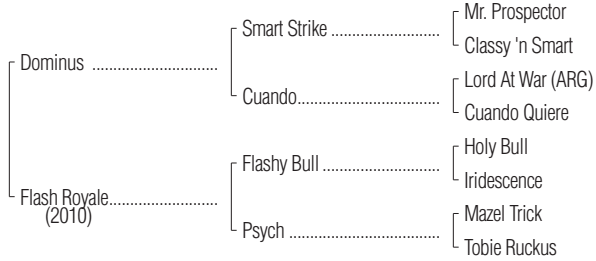 Mr. Prospector
Smart Strike ..........................
Classy 'n Smart
Dominus ..............................
Lord At War (ARG)
Cuando..................................
Cuando Quiere
Holy Bull
Flashy Bull ............................
Iridescence
Flash Royale..........................
(2010)
Mazel Trick
Psych ....................................
Tobie Ruckus